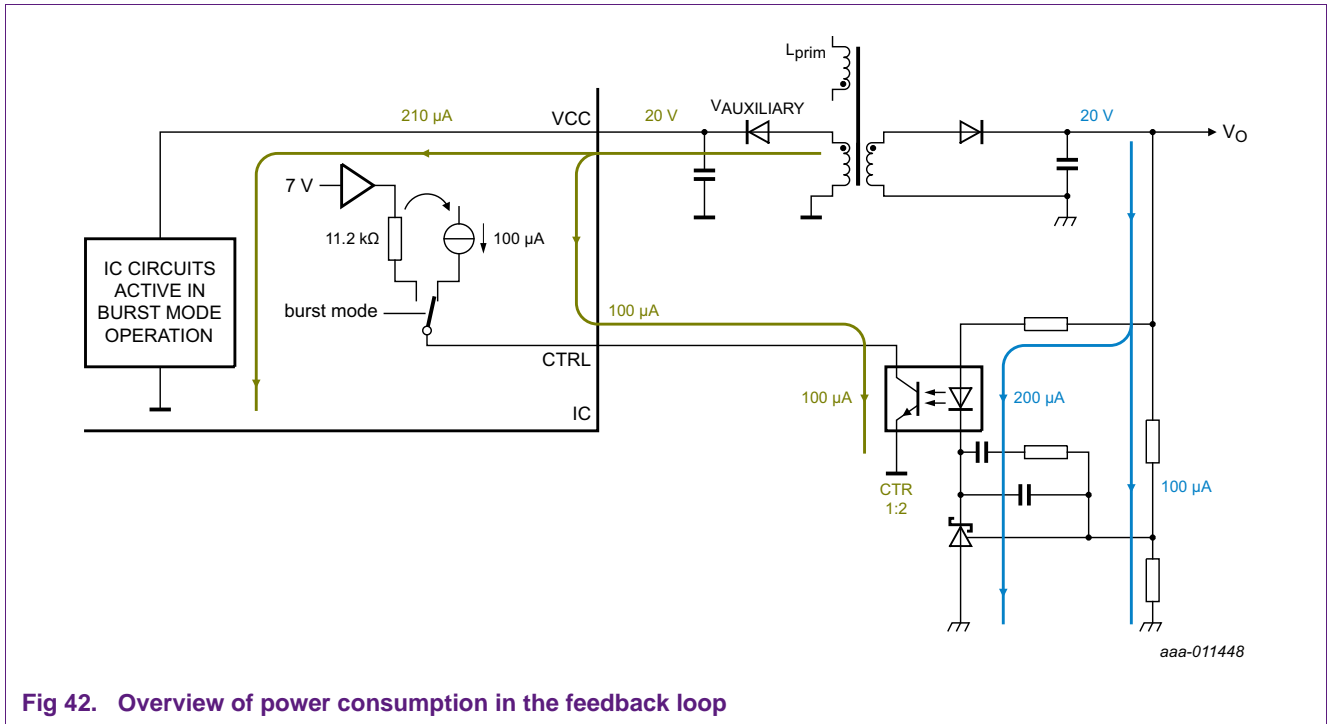 Lprim
210 µA
VCC
20 V
VAUXILIARY
20 V
VO
7 V
11.2 kΩ
100 µA
IC CIRCUITS
ACTIVE IN
BURST MODE
OPERATION
burst mode
100 µA
CTRL
IC
100 µA
200 µA
CTR
1:2
100 µA
aaa-011448
Fig 42. Overview of power consumption in the feedback loop